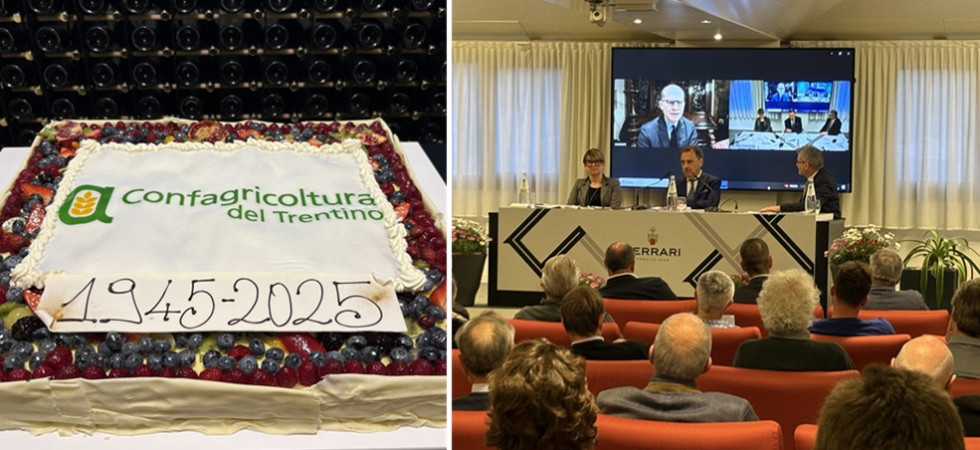 Confagricoltura
del Trentino
1945-2025
FERRARI